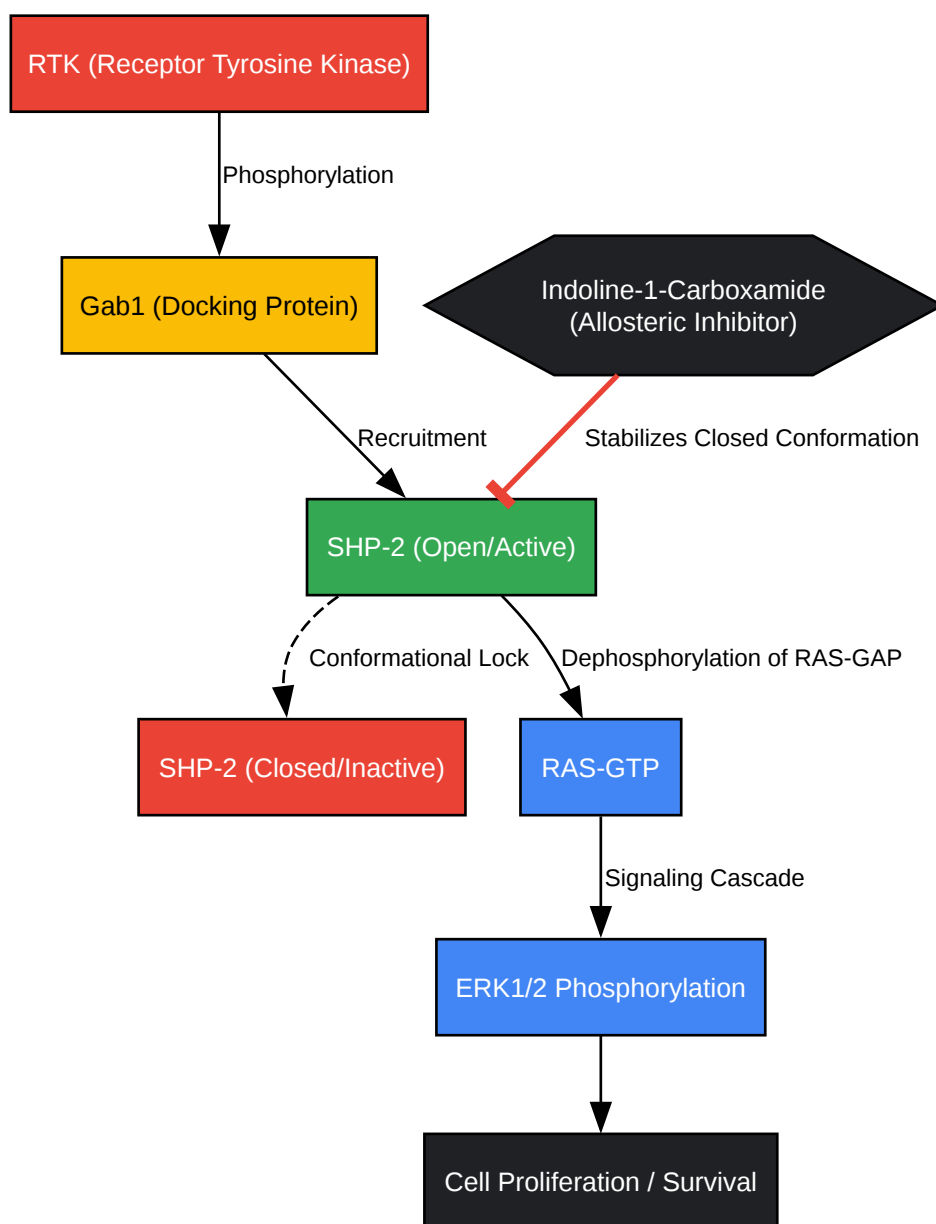 RTK (Receptor Tyrosine Kinase)
Phosphorylation
Gab1 (Docking Protein)
Indoline-1-Carboxamide
(Allosteric Inhibitor)
Recruitment
Stabilizes Closed Conformation
SHP-2 (Open/Active)
Conformational Lock
Dephosphorylation of RAS-GAP
SHP-2 (Closed/Inactive)
RAS-GTP
Signaling Cascade
ERK1/2 Phosphorylation
Cell Proliferation / Survival